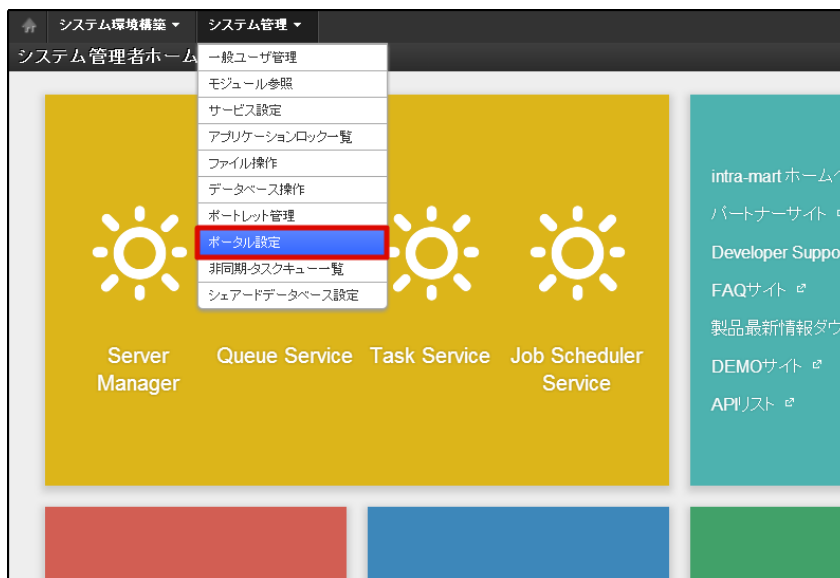 システム環境構築 ▼ システム管理 ▼
システム管理者ホーム
一般ユーザ管理
モジュール参照
サービス設定
アプリケーションロック一覧
ファイル操作
データベース操作
ポートレット管理
ポータル設定
非同期-タスクキュー一覧
シェアードデータベース設定
Server
Manager
Queue Service
Task Service
Job Scheduler
Service
intra-mart ホーム
パートナーサイト
Developer Suppo
FAQサイト
製品最新情報ダウ
DEMOサイト
APIリスト